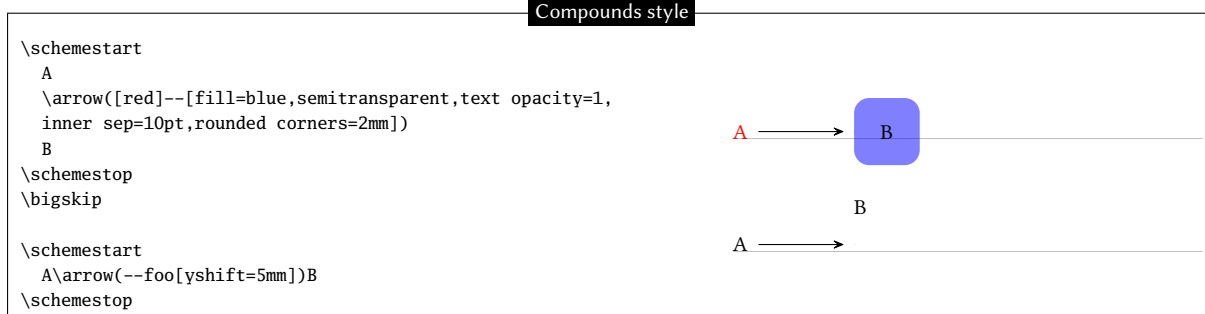 Compounds style
\schemestart
  A
  \arrow([red]--[fill=blue,semitransparent,text opacity=1,
  inner sep=10pt,rounded corners=2mm])
  B
\schemestop
\bigskip

\schemestart
  A\arrow(--foo[yshift=5mm])B
\schemestop
A B
B
A